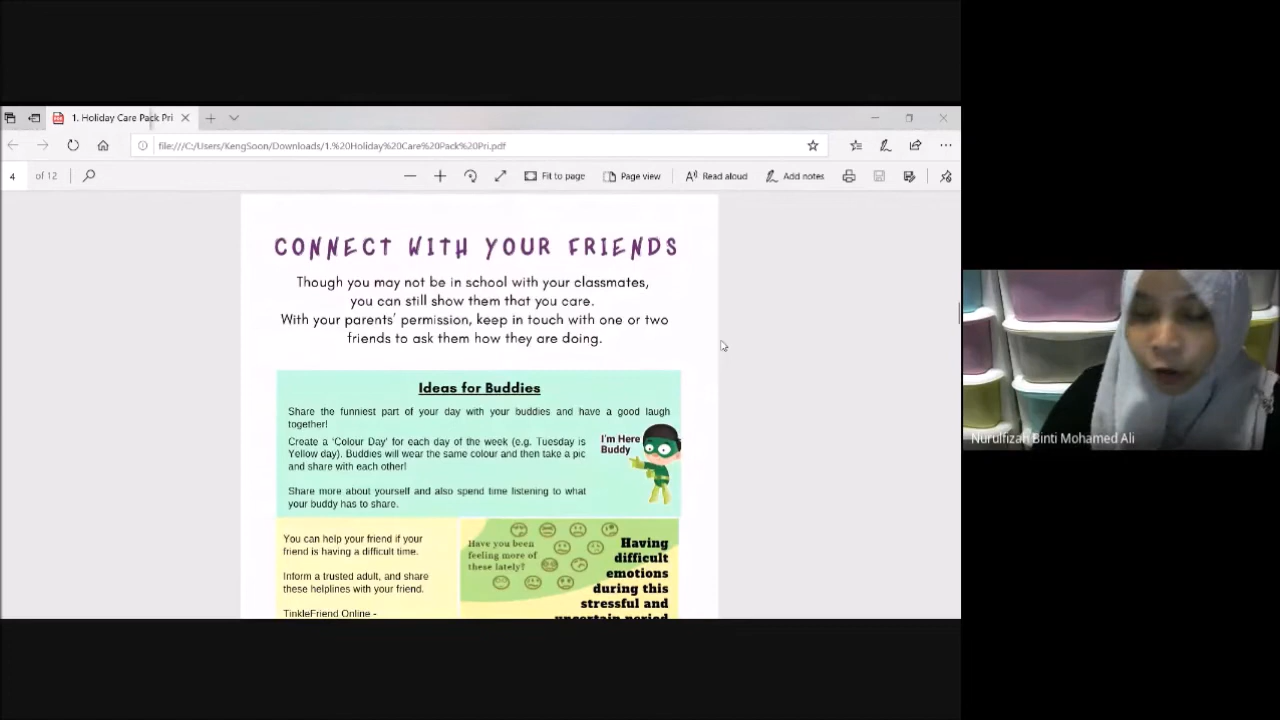 1. Holiday Care Pack Pri
file:///C:/Users/KengSoon/Downloads/1.%20Holiday%20Care%20Pack%20Pri.pdf
4 of 12
Fit to page
Page view
Read aloud
Add notes
CONNECT WITH YOUR FRIENDS
Though you may not be in school with your classmates,
you can still show them that you care.
With your parents' permission, keep in touch with one or two
friends to ask them how they are doing.
Ideas for Buddies
Share the funniest part of your day with your buddies and have a good laugh
together!
Create a 'Colour Day' for each day of the week (e.g. Tuesday is
Yellow day). Buddies will wear the same colour and then take a pic
and share with each other!
I'm Here
Buddy
Share more about yourself and also spend time listening to what
your buddy has to share.
You can help your friend if your
friend is having a difficult time.
Inform a trusted adult, and share
these helplines with your friend.
TinkleFriend Online -
Have you been
feeling more of
these lately?
Having
difficult
emotions
during this
stressful and
uncertain period
Nurulfizah Binti Mohamed Ali